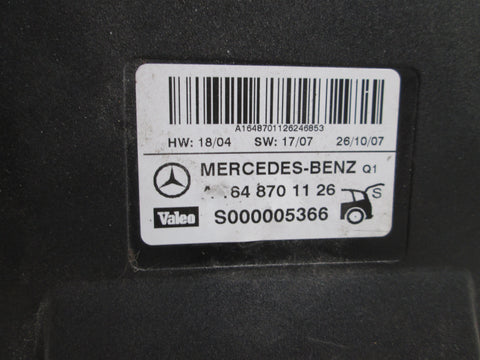 A1648701126246853
HW: 18/04 SW: 17/07 26/10/07
MERCEDES-BENZ Q1
64 870 11 26
S
Valeo S000005366